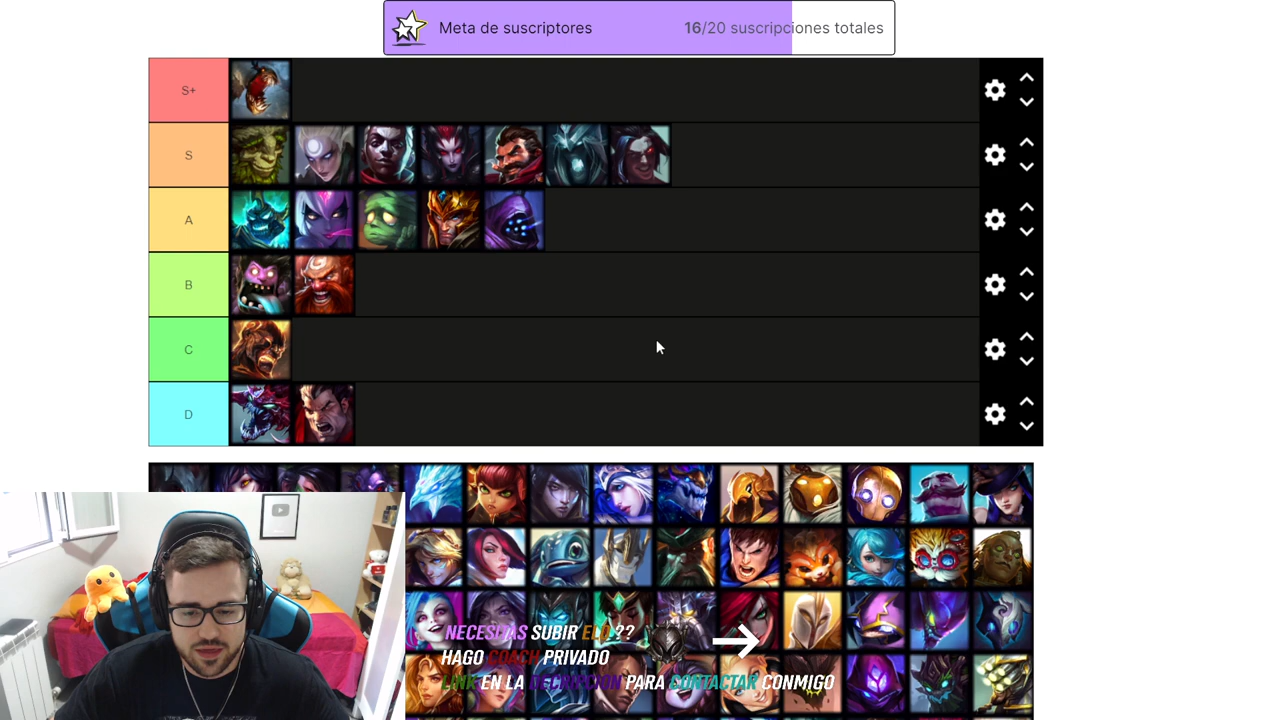 Meta de suscriptores
16/20 suscripciones totales
S+
S
A
B
C
D
NECESITAS SUBIR ELO ??
HAGO COACH PRIVADO
LINK EN LA DECRIPCION PARA CONTACTAR CONMIGO